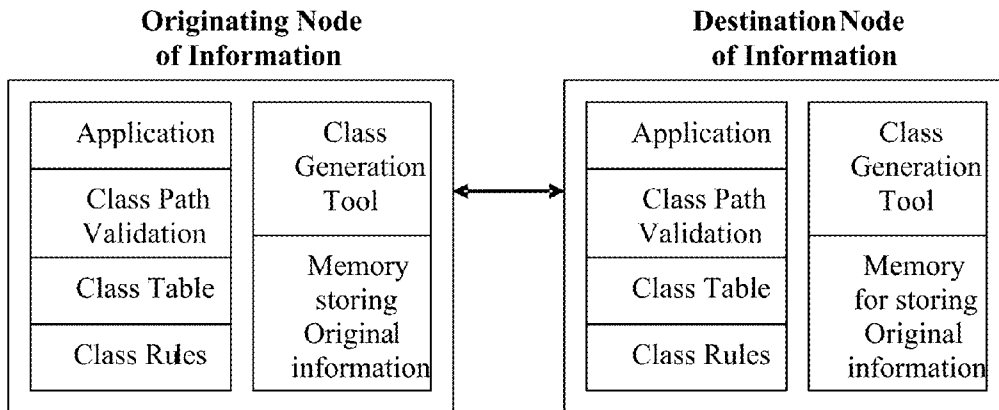 Originating Node
of Information
Application
Class Path
Validation
Class Table
Class Rules
Class
Generation
Tool
Memory
storing
Original
information
Destination Node
of Information
Application
Class Path
Validation
Class Table
Class Rules
Class
Generation
Tool
Memory
for storing
Original
information